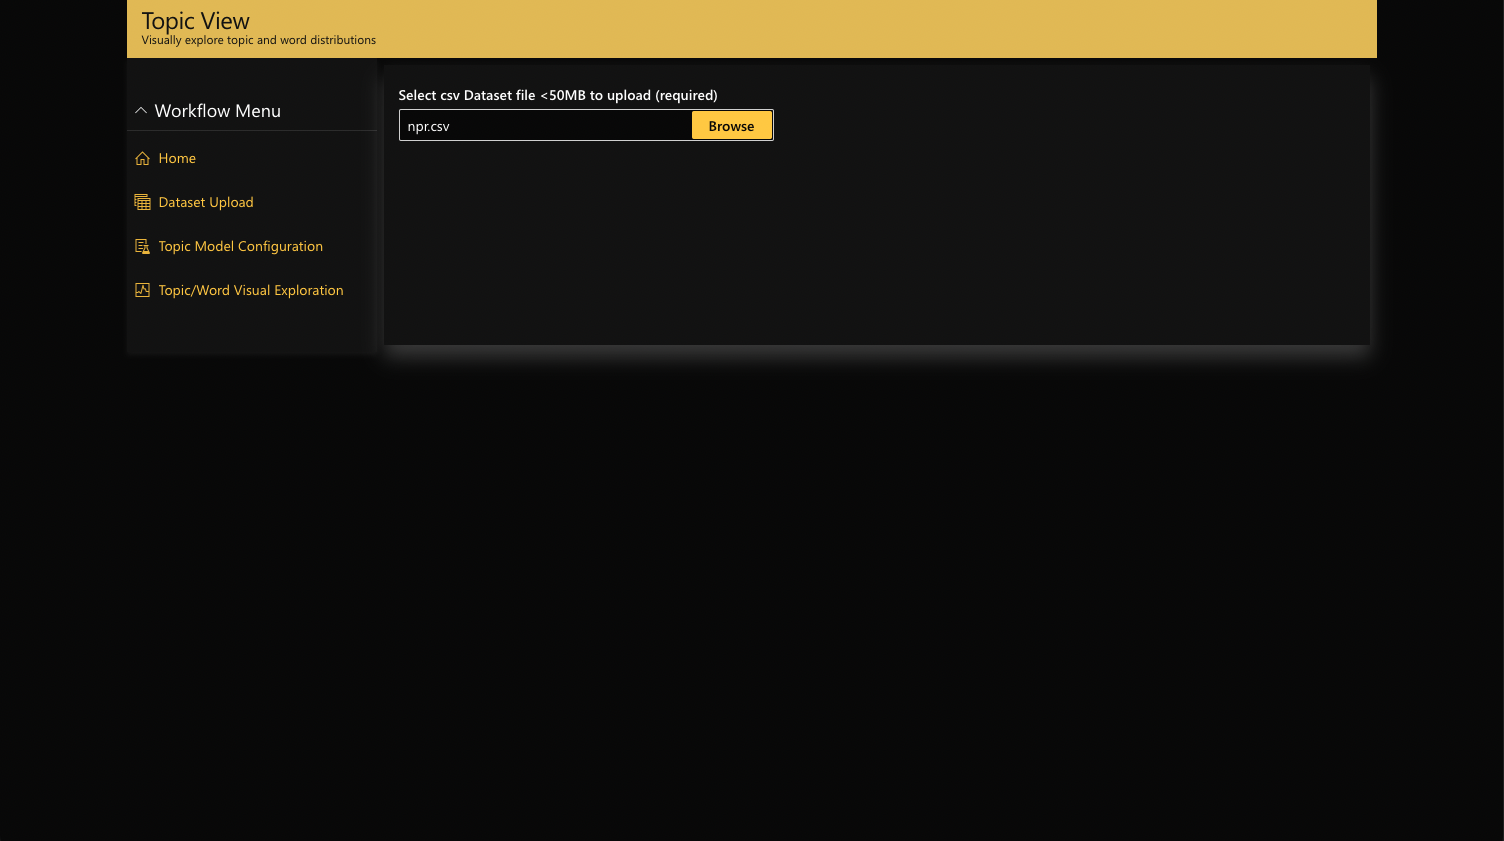 Topic View
Visually explore topic and word distributions
Workflow Menu
Home
Dataset Upload
Topic Model Configuration
Topic/Word Visual Exploration
Select csv Dataset file <50MB to upload (required)
npr.csv
Browse